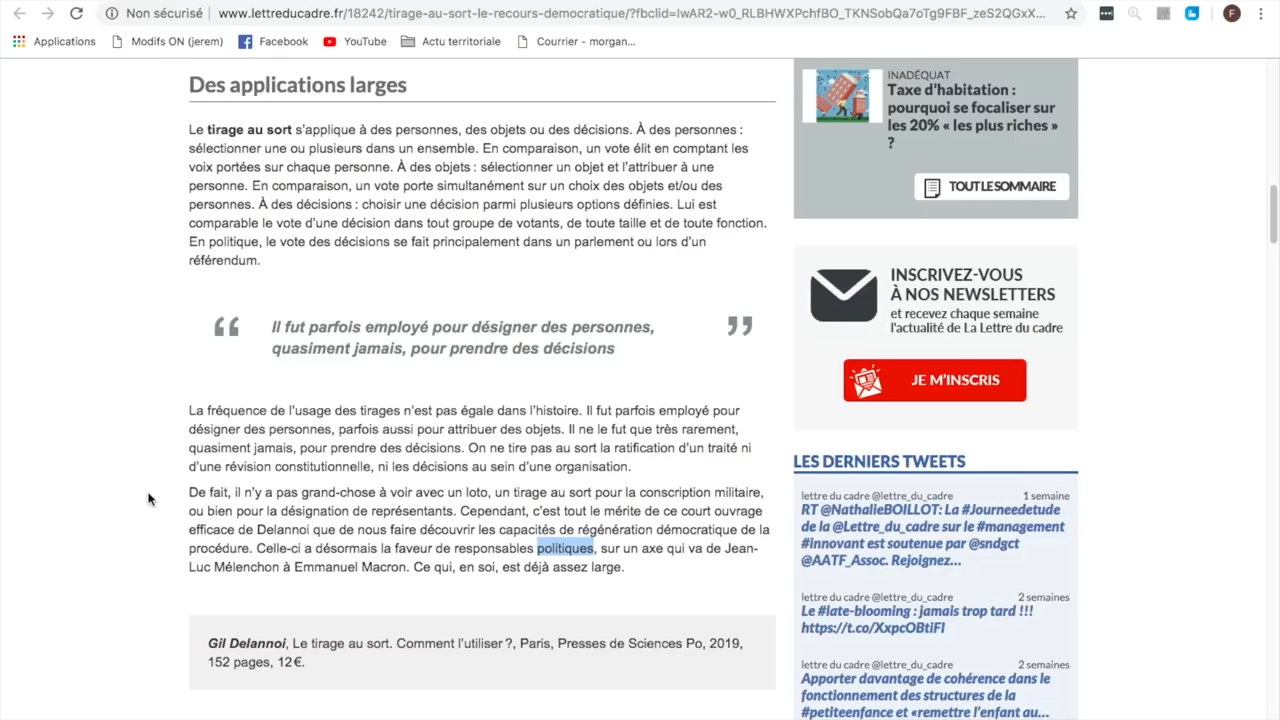 Non sécurisé
www.lettreducadre.fr/18242/tirage-au-sort-le-recours-democratique/?fbclid=IwAR2-w0_RLBHWXPchfBO_TKNSobQa7oTg9FBF_zeS2QGxX...
F
Applications
Modifs ON (jerem)
Facebook
YouTube
Actu territoriale
Courrier - morgan...
Des applications larges
Le tirage au sort s’applique à des personnes, des objets ou des décisions. À des personnes :
sélectionner une ou plusieurs dans un ensemble. En comparaison, un vote élit en comptant les
voix portées sur chaque personne. À des objets : sélectionner un objet et l’attribuer à une
personne. En comparaison, un vote porte simultanément sur un choix des objets et/ou des
personnes. À des décisions : choisir une décision parmi plusieurs options définies. Lui est
comparable le vote d’une décision dans tout groupe de votants, de toute taille et de toute fonction.
En politique, le vote des décisions se fait principalement dans un parlement ou lors d’un
référendum.
“ Il fut parfois employé pour désigner des personnes, ”
quasiment jamais, pour prendre des décisions
La fréquence de l’usage des tirages n’est pas égale dans l’histoire. Il fut parfois employé pour
désigner des personnes, parfois aussi pour attribuer des objets. Il ne le fut que très rarement,
quasiment jamais, pour prendre des décisions. On ne tire pas au sort la ratification d’un traité ni
d’une révision constitutionnelle, ni les décisions au sein d’une organisation.
De fait, il n’y a pas grand-chose à voir avec un loto, un tirage au sort pour la conscription militaire,
ou bien pour la désignation de représentants. Cependant, c’est tout le mérite de ce court ouvrage
efficace de Delannoi que de nous faire découvrir les capacités de régénération démocratique de la
procédure. Celle-ci a désormais la faveur de responsables politiques, sur un axe qui va de Jean-
Luc Mélenchon à Emmanuel Macron. Ce qui, en soi, est déjà assez large.
Gil Delannoi, Le tirage au sort. Comment l’utiliser ?, Paris, Presses de Sciences Po, 2019,
152 pages, 12 €.
INADÉQUAT
Taxe d’habitation :
pourquoi se focaliser sur
les 20% « les plus riches »
?
TOUT LE SOMMAIRE
INSCRIVEZ-VOUS
À NOS NEWSLETTERS
et recevez chaque semaine
l’actualité de La Lettre du cadre
JE M’INSCRIS
LES DERNIERS TWEETS
lettre du cadre @lettre_du_cadre 1 semaine
RT @NathalieBOILLOT: La #Journeedetude
de la @Lettre_du_cadre sur le #management
#innovant est soutenue par @sndgct
@AATF_Assoc. Rejoignez...
lettre du cadre @lettre_du_cadre 2 semaines
Le #late-blooming : jamais trop tard !!!
https://t.co/XxpcOBtiFI
lettre du cadre @lettre_du_cadre 2 semaines
Apporter davantage de cohérence dans le
fonctionnement des structures de la
#petiteenfance et «remettre l’enfant au...